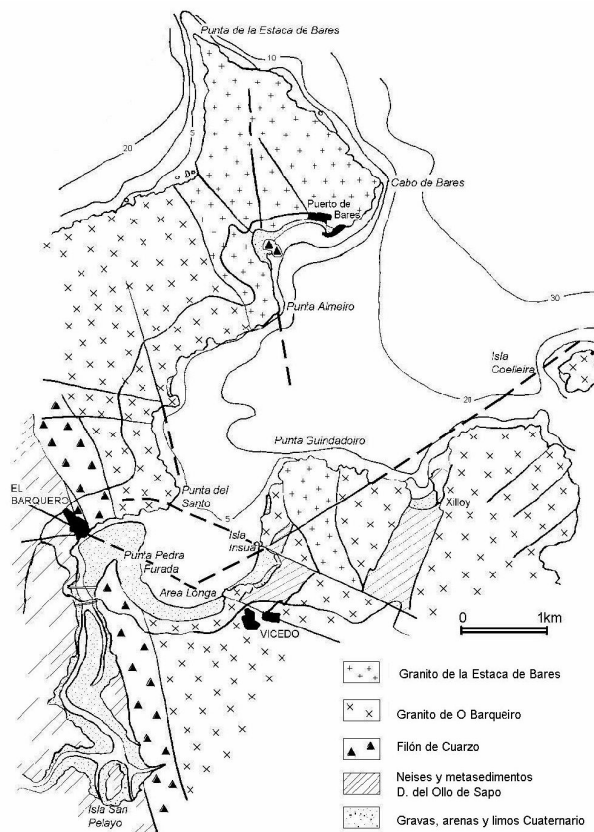 Punta de la Estaca de Bares
10
5
20
Cabo de Bares
Puerto de
Bares
Punta Almeiro
30
Isla
Coelleira
20
Punta Guindadoiro
EL
BARQUERO
Punta del
Santo
5
Isla
Insua
Xilloy
Punta Pedra
Furada
Area Longa
VICEDO
0 1km
Isla San
Pelayo
Granito de la Estaca de Bares
Granito de O Barqueiro
Filón de Cuarzo
Neises y metasedimentos
D. del Ollo de Sapo
Gravas, arenas y limos Cuaternario